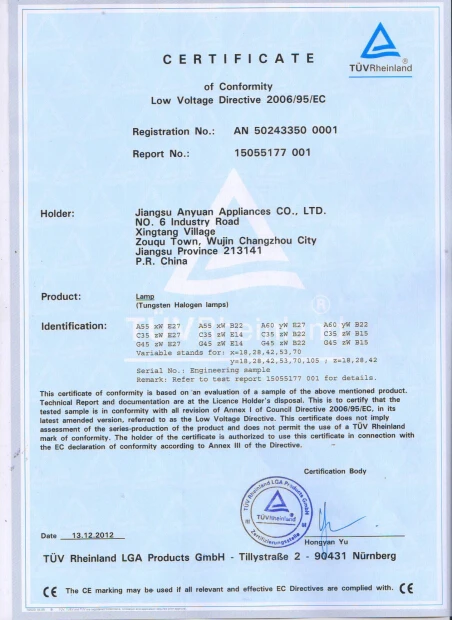 CERTIFICATE
TÜVRheinland ®
of Conformity
Low Voltage Directive 2006/95/EC
Registration No.: AN 50243350 0001
Report No.: 15055177 001
Holder: Jiangsu Anyuan Appliances CO., LTD.
NO. 6 Industry Road
Xingtang Village
Zouqu Town, Wujin Changzhou City
Jiangsu Province 213141
P.R. China
Product: Lamp
(Tungsten Halogen lamps)
Identification: A55 xW E27 A55 xW B22 A60 yW E27 A60 yW B22
C35 zW E27 C35 zW E14 C35 zW B22 C35 zW B15
G45 zW E27 G45 zW E14 G45 zW B22 G45 zW B15
Variable stands for: x=18,28,42,53,70
y=18,28,42,53,70,105 ; z=18,28,42
Serial No.: Engineering sample
Remark: Refer to test report 15055177 001 for details.
This certificate of conformity is based on an evaluation of a sample of the above mentioned product.
Technical Report and documentation are at the Licence Holder's disposal. This is to certify that the
tested sample is in conformity with all revision of Annex I of Council Directive 2006/95/EC, in its
latest amended version, referred to as the Low Voltage Directive. This certificate does not imply
assessment of the series-production of the product and does not permit the use of a TÜV Rheinland
mark of conformity. The holder of the certificate is authorized to use this certificate in connection with
the EC declaration of conformity according to Annex III of the Directive.
Certification Body
TÜV Rheinland LGA Products GmbH
TÜVRheinland
Zertifizierungsstelle
Date 13.12.2012
Hongyan Yu
TÜV Rheinland LGA Products GmbH - Tillystraße 2 - 90431 Nürnberg
CE The CE marking may be used if all relevant and effective EC Directives are complied with. CE